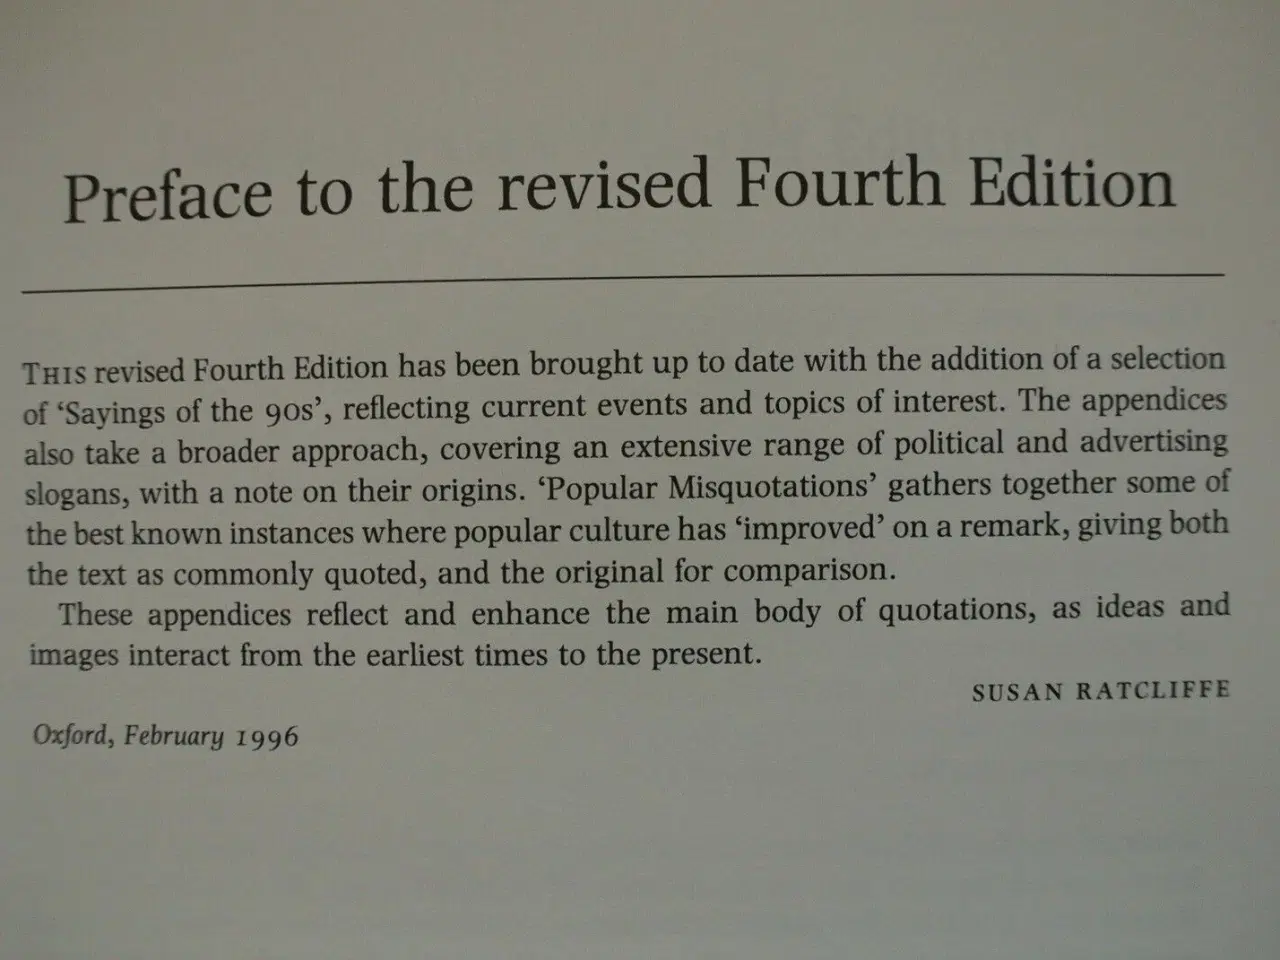 Preface to the revised Fourth Edition
THIS revised Fourth Edition has been brought up to date with the addition of a selection
of ‘Sayings of the 90s’, reflecting current events and topics of interest. The appendices
also take a broader approach, covering an extensive range of political and advertising
slogans, with a note on their origins. ‘Popular Misquotations’ gathers together some of
the best known instances where popular culture has ‘improved’ on a remark, giving both
the text as commonly quoted, and the original for comparison.
These appendices reflect and enhance the main body of quotations, as ideas and
images interact from the earliest times to the present.
SUSAN RATCLIFFE
Oxford, February 1996